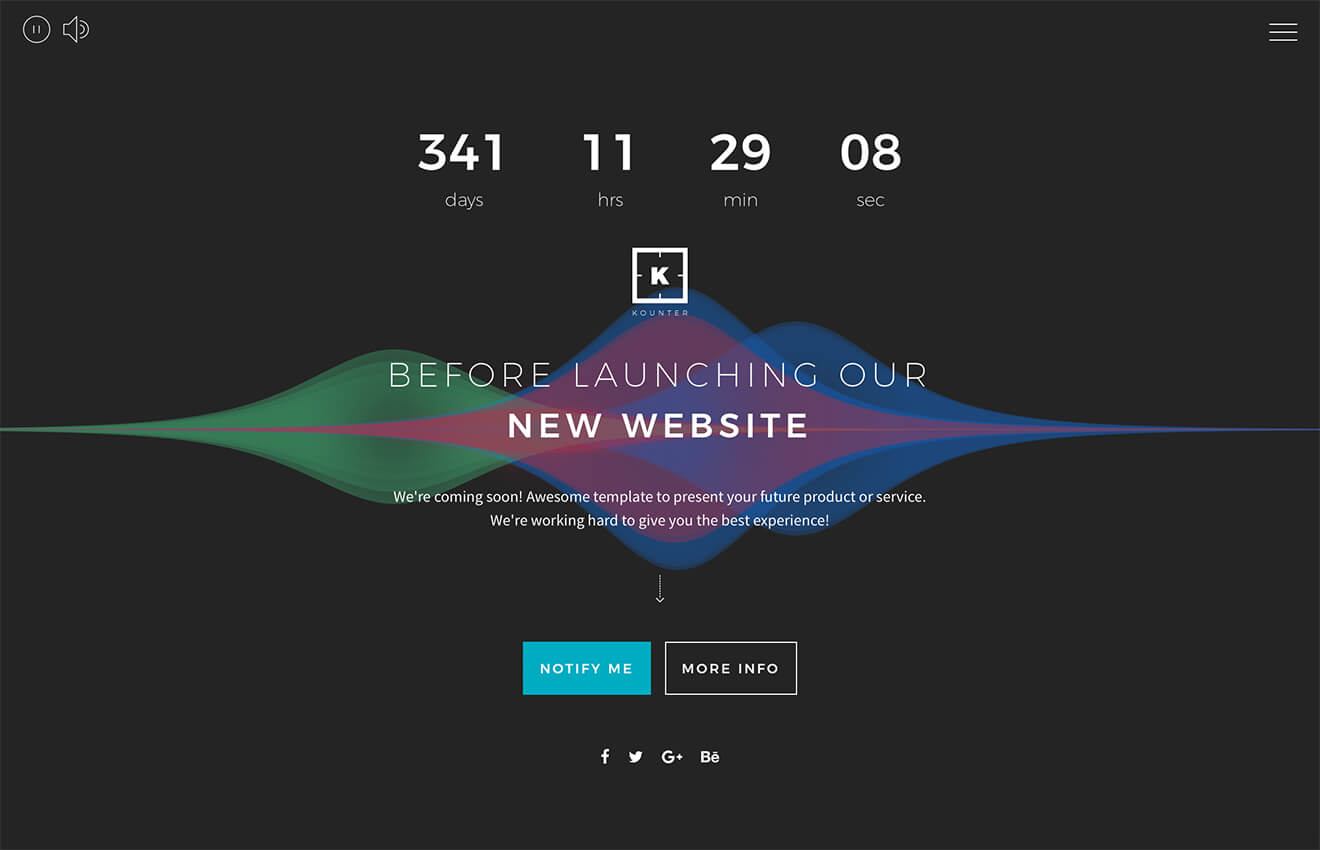 341 11 29 08
days hrs min sec
K
KOUNTER
BEFORE LAUNCHING OUR
NEW WEBSITE
We're coming soon! Awesome template to present your future product or service.
We're working hard to give you the best experience!
NOTIFY ME MORE INFO
f G+ Bē